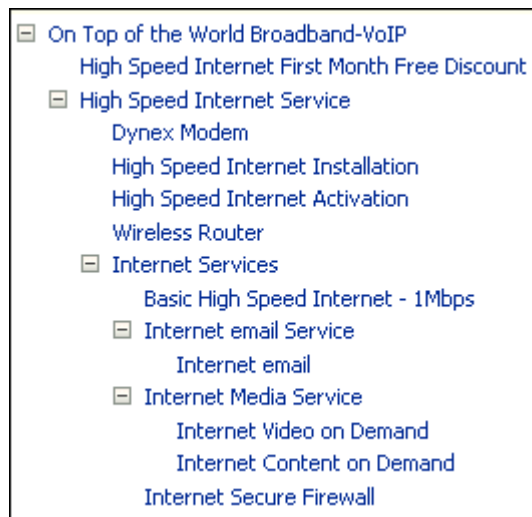 On Top of the World Broadband-VoIP
High Speed Internet First Month Free Discount
High Speed Internet Service
Dynex Modem
High Speed Internet Installation
High Speed Internet Activation
Wireless Router
Internet Services
Basic High Speed Internet - 1Mbps
Internet email Service
Internet email
Internet Media Service
Internet Video on Demand
Internet Content on Demand
Internet Secure Firewall